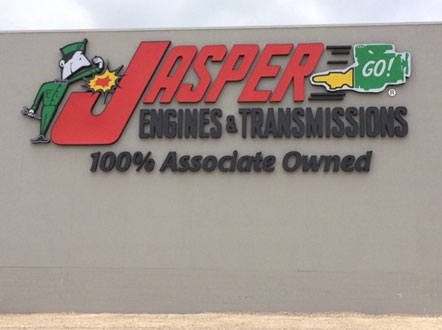 JASPER GO! ®
ENGINES & TRANSMISSIONS
100% Associate Owned